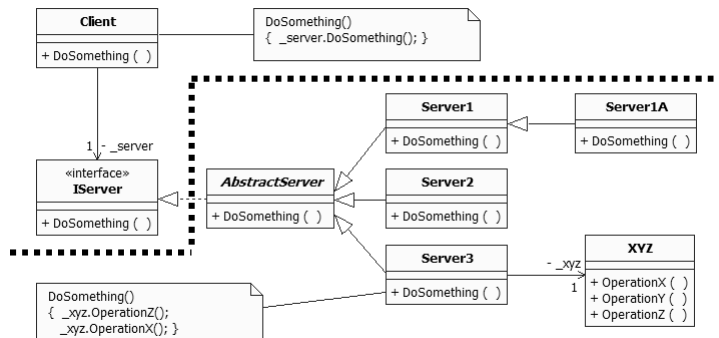 Client
+ DoSomething ( )
DoSomething()
{ _server.DoSomething(); }
1 - _server
«interface»
IServer
+ DoSomething ( )
AbstractServer
+ DoSomething ( )
Server1
+ DoSomething ( )
Server1A
+ DoSomething ( )
Server2
+ DoSomething ( )
Server3
+ DoSomething ( )
- _xyz
1
XYZ
+ OperationX ( )
+ OperationY ( )
+ OperationZ ( )
DoSomething()
{ _xyz.OperationZ();
_xyz.OperationX(); }